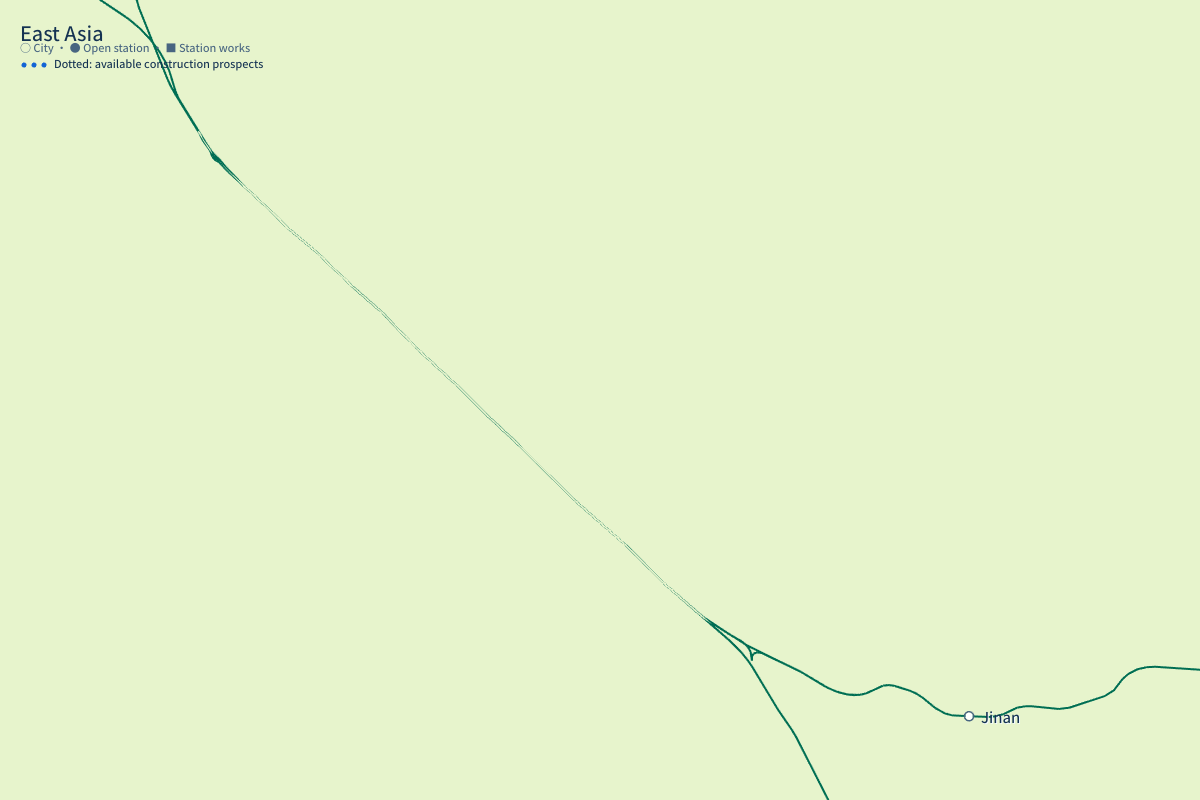 East Asia
City · Open station · Station works
Dotted: available construction prospects
Jinan